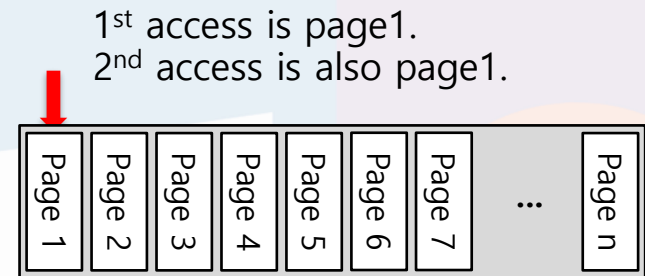 1st access is page1.
2nd access is also page1.
Page 1
Page 2
Page 3
Page 4
Page 5
Page 6
Page 7
...
Page n